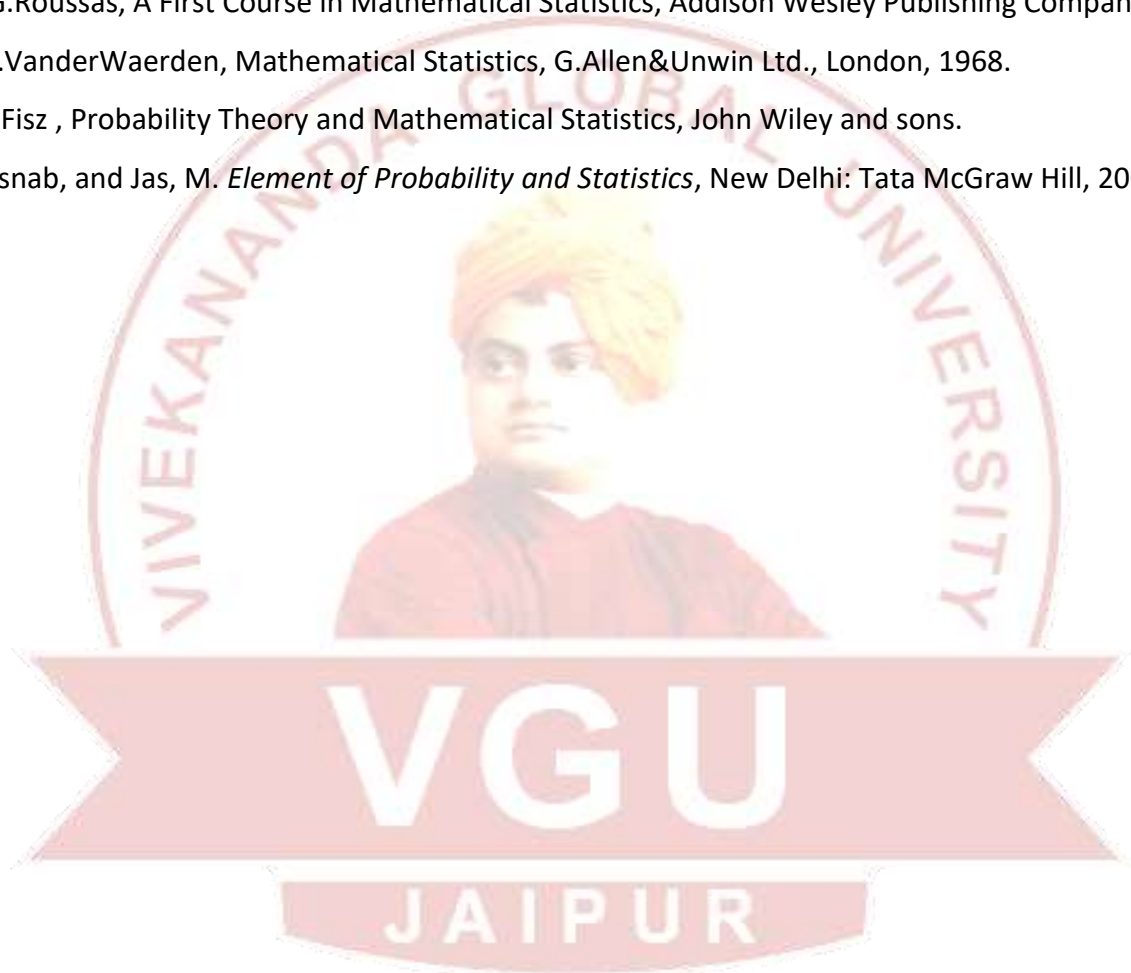 G.Roussas, A First Course in Mathematical Statistics, Addison Wesley Publishing Compan
.VanderWaerden, Mathematical Statistics, G.Allen&Unwin Ltd., London, 1968.
Fisz , Probability Theory and Mathematical Statistics, John Wiley and sons.
snab, and Jas, M. Element of Probability and Statistics, New Delhi: Tata McGraw Hill, 20
VIVEKANANDA GLOBAL UNIVERSITY
VGU
JAIPUR